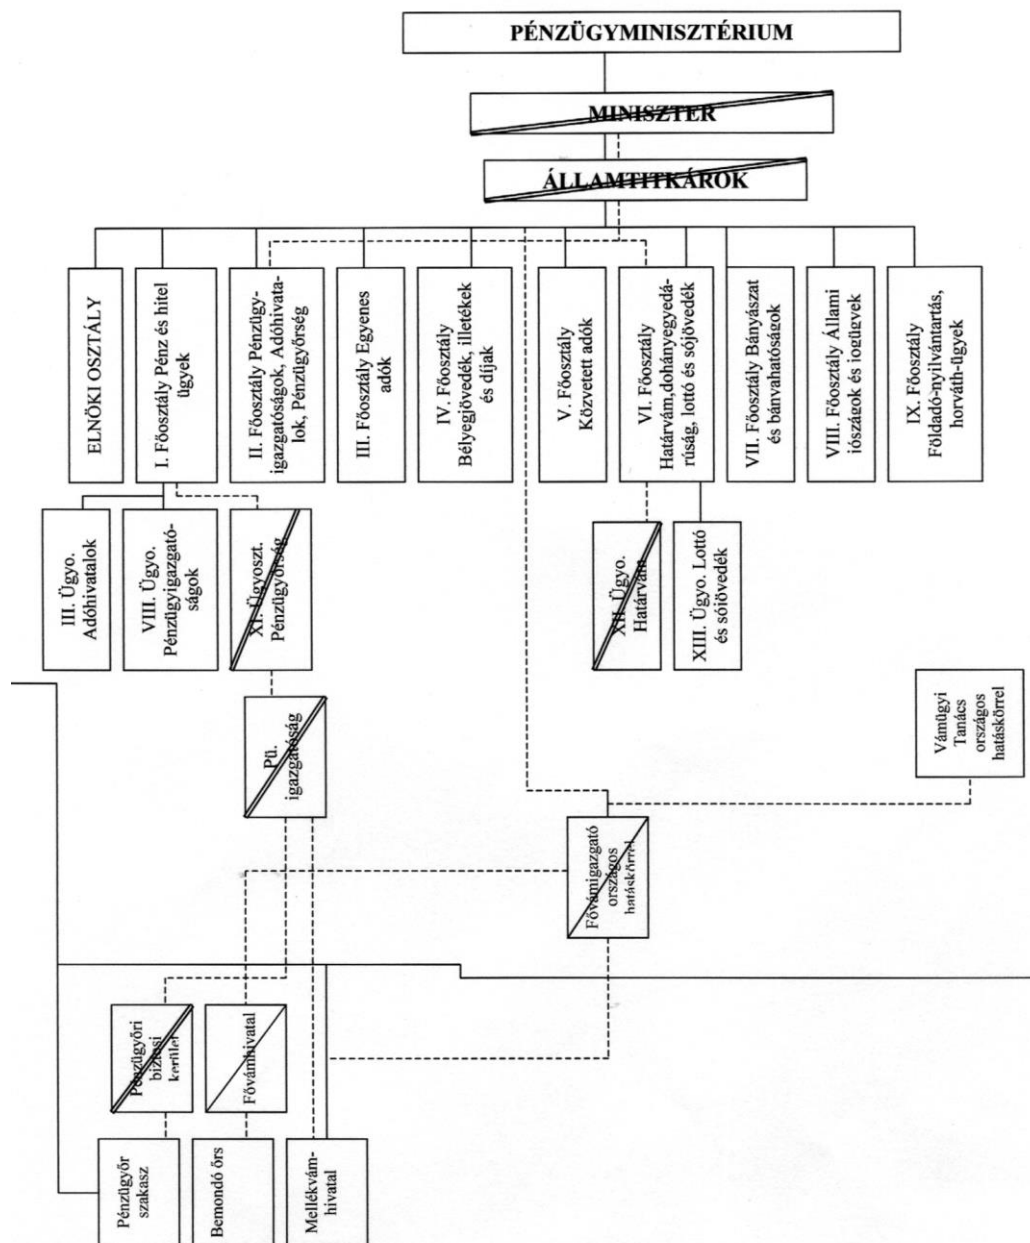 PÉNZÜGYMINISZTÉRIUM
MINISZTER
ÁLLAMTITKÁROK
ELNÖKI OSZTÁLY
I. Főosztály Pénz és hitel
ügyek
II. Főosztály Pénzügy-
igazgatóságok, Adóhivata-
lok, Pénzügyőrség
III. Főosztály Egyenes
adók
IV. Főosztály
Bélyegjövedék, illetékek
és díjak
V. Főosztály
Közvetett adók
VI. Főosztály
Határvám,dohányegyedá-
rúság, lottó és sójövedék
VII. Főosztály Bányászat
és bányahatóságok
VIII. Főosztály Állami
jószágok és jogügyek
IX. Főosztály
Földadó-nyilvántartás,
horváth-ügyek
III. Ügyo.
Adóhivatalok
VIII. Ügyo.
Pénzügyigazgató-
ságok
XI. Ügyoszt.
Pénzügyőrség
XII. Ügyo.
Határvám
XIII. Ügyo. Lottó
és sójövedék
Pü.
igazgatóság
Vámügyi
Tanács
országos
hatáskörrel
Fővámigazgató
országos
hatáskörrel
Pénzügyőri
biztosi
kerület
Fővámhivatal
Pénzügyőr
szakasz
Bemondó örs
Mellékvám-
hivatal